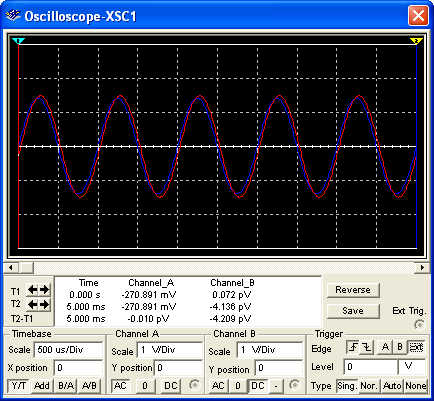 Oscilloscope-XSC1
1 2
Time Channel_A Channel_B
T1 0.000 s -270.891 mV 0.072 pV
T2 5.000 ms -270.891 mV -4.136 pV
T2-T1 5.000 ms -0.010 pV -4.209 pV
Reverse
Save
Ext Trig.
Timebase Channel A Channel B Trigger
Scale 500 us/Div Scale 1 V/Div Scale 1 V/Div Edge A B Ext
X position 0 Y position 0 Y position 0 Level 0 V
Y/T Add B/A A/B AC 0 DC AC 0 DC - Type Sing. Nor. Auto None